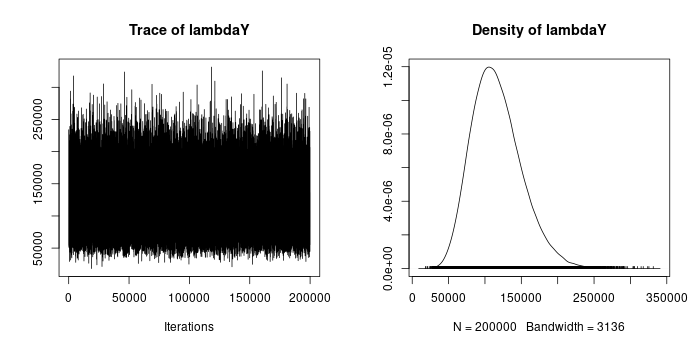 Trace of lambdaY
50000 150000 250000
0 50000 100000 150000 200000
Iterations
Density of lambdaY
0.0e+00 4.0e-06 8.0e-06 1.2e-05
0 50000 150000 250000 350000
N = 200000 Bandwidth = 3136